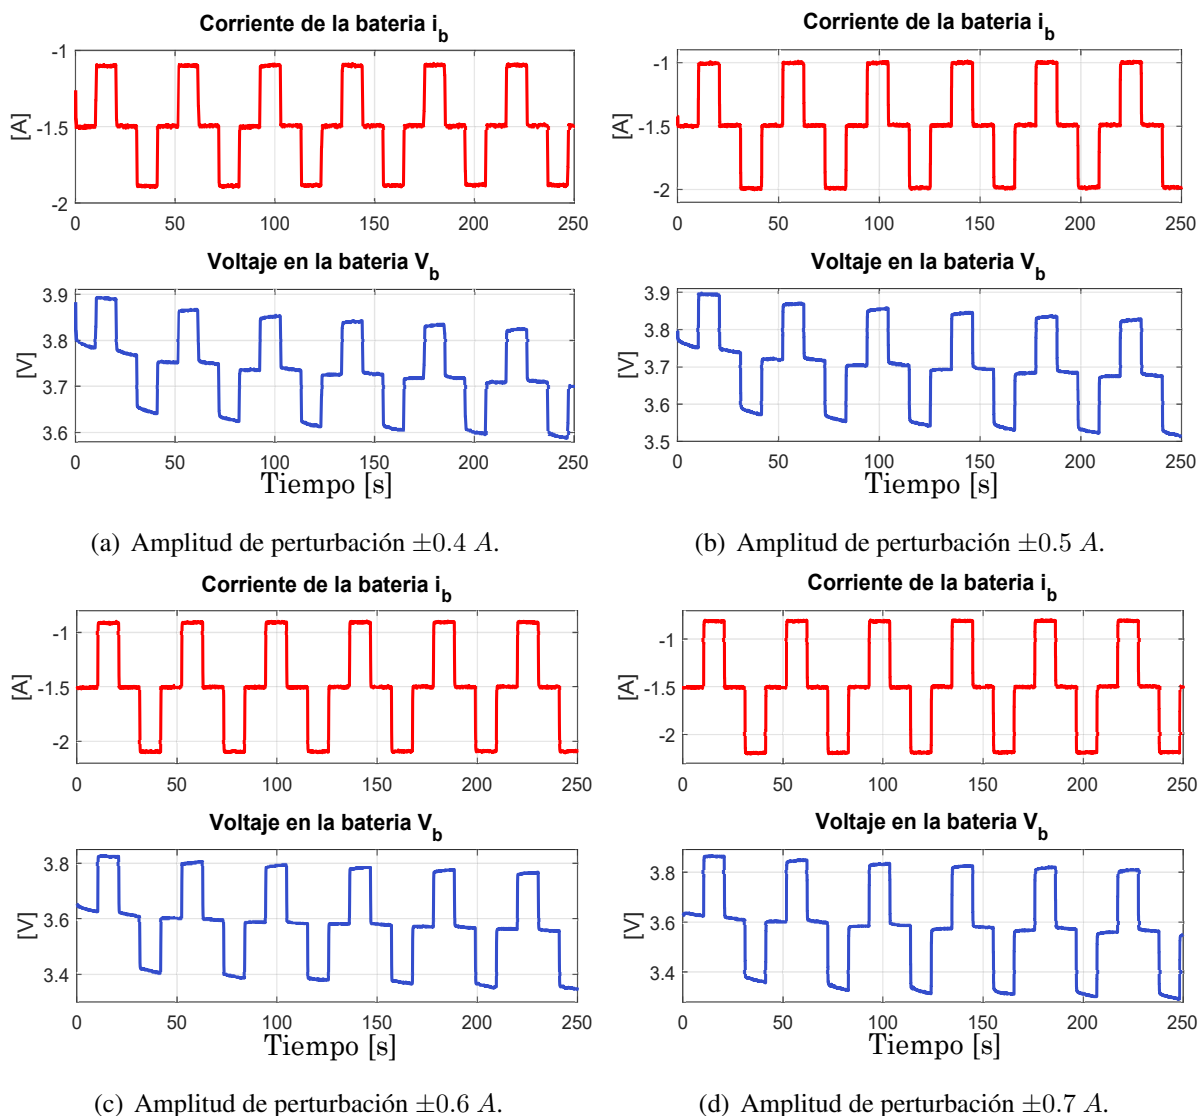 Corriente de la bateria i_b
[A]
-1
-1.5
-2
0 50 100 150 200 250
Voltaje en la bateria V_b
[V]
3.9
3.8
3.7
3.6
0 50 100 150 200 250
Tiempo [s]
(a) Amplitud de perturbación ±0.4 A.
Corriente de la bateria i_b
[A]
-1
-1.5
-2
0 50 100 150 200 250
Voltaje en la bateria V_b
[V]
3.9
3.8
3.7
3.6
3.5
0 50 100 150 200 250
Tiempo [s]
(b) Amplitud de perturbación ±0.5 A.
Corriente de la bateria i_b
[A]
-1
-1.5
-2
0 50 100 150 200 250
Voltaje en la bateria V_b
[V]
3.8
3.6
3.4
0 50 100 150 200 250
Tiempo [s]
(c) Amplitud de perturbación ±0.6 A.
Corriente de la bateria i_b
[A]
-1
-1.5
-2
0 50 100 150 200 250
Voltaje en la bateria V_b
[V]
3.8
3.6
3.4
0 50 100 150 200 250
Tiempo [s]
(d) Amplitud de perturbación ±0.7 A.